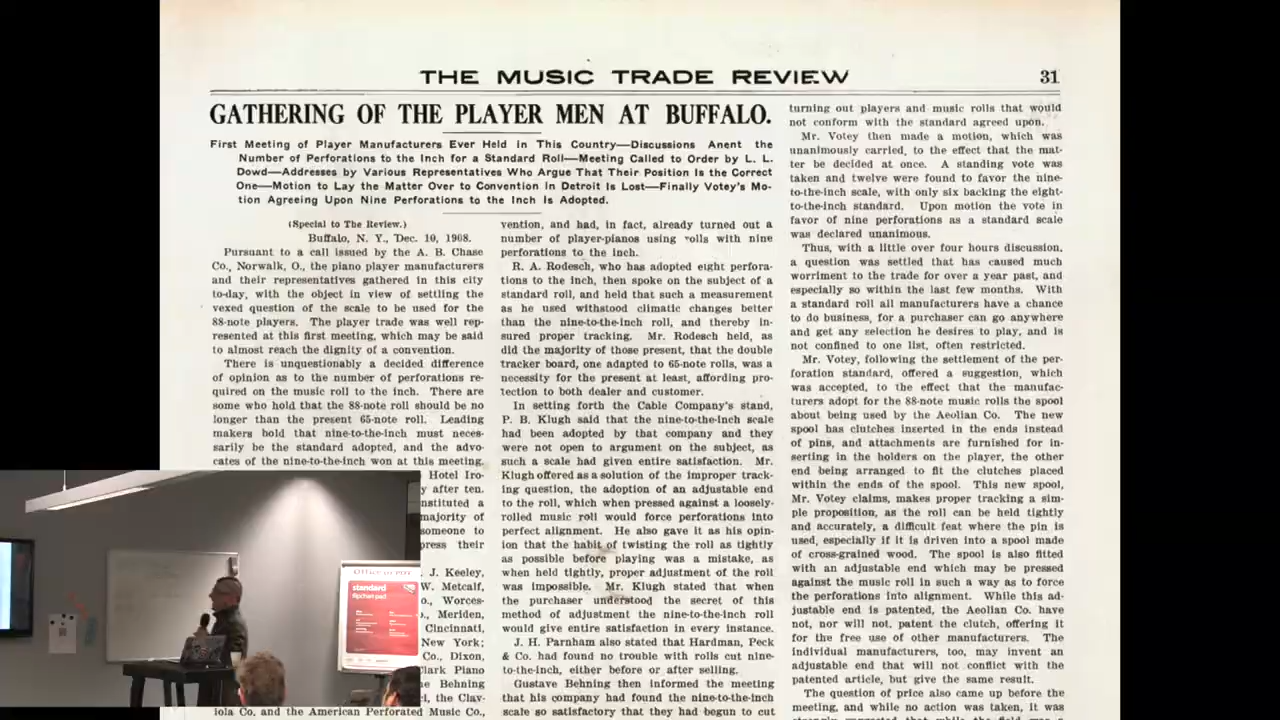 THE MUSIC TRADE REVIEW
31
GATHERING OF THE PLAYER MEN AT BUFFALO.
First Meeting of Player Manufacturers Ever Held in This Country—Discussions Anent the
Number of Perforations to the Inch for a Standard Roll—Meeting Called to Order by L. L.
Dowd—Addresses by Various Representatives Who Argue That Their Position Is the Correct
One—Motion to Lay the Matter Over to Convention in Detroit Is Lost—Finally Votey's Mo-
tion Agreeing Upon Nine Perforations to the Inch Is Adopted.
(Special to The Review.)
Buffalo, N. Y., Dec. 10, 1908.
Pursuant to a call issued by the A. B. Chase
Co., Norwalk, O., the piano player manufacturers
and their representatives gathered in this city
to-day, with the object in view of settling the
vexed question of the scale to be used for the
88-note players. The player trade was well rep-
resented at this first meeting, which may be said
to almost reach the dignity of a convention.
There is unquestionably a decided difference
of opinion as to the number of perforations re-
quired on the music roll to the inch. There are
some who hold that the 88-note roll should be no
longer than the present 65-note roll. Leading
makers hold that nine-to-the-inch must neces-
sarily be the standard adopted, and the advo-
cates of the nine-to-the-inch won at this meeting.
Hotel Iro-
y after ten.
nstituted a
majority of
someone to
press their
J. Keeley,
W. Metcalf,
o., Worces-
o., Meriden,
Cincinnati,
New York;
Co., Dixon,
Clark Piano
he Behning
ci, the Clav-
iola Co. and the American Perforated Music Co.,
vention, and had, in fact, already turned out a
number of player-pianos using rolls with nine
perforations to the inch.
R. A. Rodesch, who has adopted eight perfora-
tions to the inch, then spoke on the subject of a
standard roll, and held that such a measurement
as he used withstood climatic changes better
than the nine-to-the-inch roll, and thereby in-
sured proper tracking. Mr. Rodesch held, as
did the majority of those present, that the double
tracker board, one adapted to 65-note rolls, was a
necessity for the present at least, affording pro-
tection to both dealer and customer.
In setting forth the Cable Company's stand,
P. B. Klugh said that the nine-to-the-inch scale
had been adopted by that company and they
were not open to argument on the subject, as
such a scale had given entire satisfaction. Mr.
Klugh offered as a solution of the improper track-
ing question, the adoption of an adjustable end
to the roll, which when pressed against a loosely-
rolled music roll would force perforations into
perfect alignment. He also gave it as his opin-
ion that the habit of twisting the roll as tightly
as possible before playing was a mistake, as
when held tightly, proper adjustment of the roll
was impossible. Mr. Klugh stated that when
the purchaser understood the secret of this
method of adjustment the nine-to-the-inch roll
would give entire satisfaction in every instance.
J. H. Parnham also stated that Hardman, Peck
& Co. had found no trouble with rolls cut nine-
to-the-inch, either before or after selling.
Gustave Behning then informed the meeting
that his company had found the nine-to-the-inch
scale so satisfactory that they had begun to cut
turning out players and music rolls that would
not conform with the standard agreed upon.
Mr. Votey then made a motion, which was
unanimously carried, to the effect that the mat-
ter be decided at once. A standing vote was
taken and twelve were found to favor the nine-
to-the-inch scale, with only six backing the eight-
to-the-inch standard. Upon motion the vote in
favor of nine perforations as a standard scale
was declared unanimous.
Thus, with a little over four hours discussion,
a question was settled that has caused much
worriment to the trade for over a year past, and
especially so within the last few months. With
a standard roll all manufacturers have a chance
to do business, for a purchaser can go anywhere
and get any selection he desires to play, and is
not confined to one list, often restricted.
Mr. Votey, following the settlement of the per-
foration standard, offered a suggestion, which
was accepted, to the effect that the manufac-
turers adopt for the 88-note music rolls the spool
about being used by the Aeolian Co. The new
spool has clutches inserted in the ends instead
of pins, and attachments are furnished for in-
serting in the holders on the player, the other
end being arranged to fit the clutches placed
within the ends of the spool. This new spool,
Mr. Votey claims, makes proper tracking a sim-
ple proposition, as the roll can be held tightly
and accurately, a difficult feat where the pin is
used, especially if it is driven into a spool made
of cross-grained wood. The spool is also fitted
with an adjustable end which may be pressed
against the music roll in such a way as to force
the perforations into alignment. While this ad-
justable end is patented, the Aeolian Co. have
not, nor will not, patent the clutch, offering it
for the free use of other manufacturers. The
individual manufacturers, too, may invent an
adjustable end that will not conflict with the
patented article, but give the same result.
The question of price also came up before the
meeting, and while no action was taken, it was
standard
flipchart pad